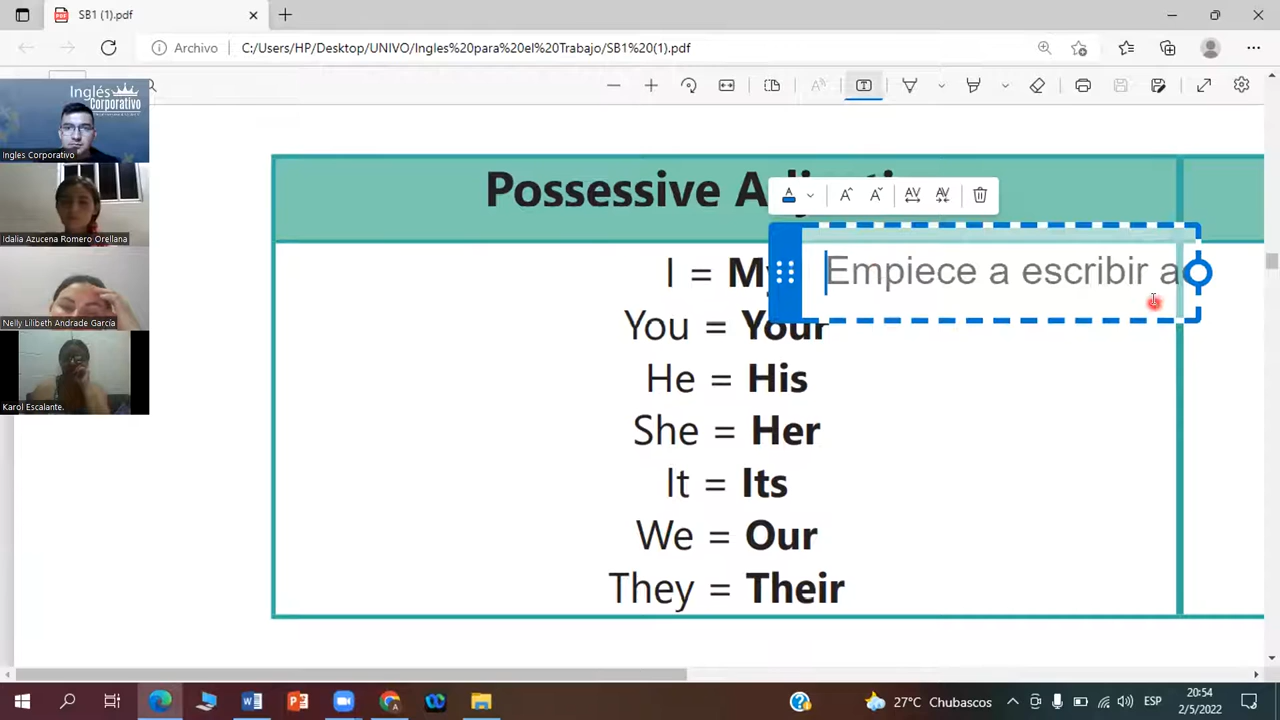 SB1 (1).pdf
Archivo
C:/Users/HP/Desktop/UNIVO/Ingles%20para%20el%20Trabajo/SB1%20(1).pdf
Inglés
Corporativo
Ingles Corporativo
Idalia Azucena Romero Orellana
Nelly Lilibeth Andrade García
Karol Escalante.
Possessive
Empiece a escribir a
I = My
You = Your
He = His
She = Her
It = Its
We = Our
They = Their
27°C Chubascos
ESP
20:54
2/5/2022